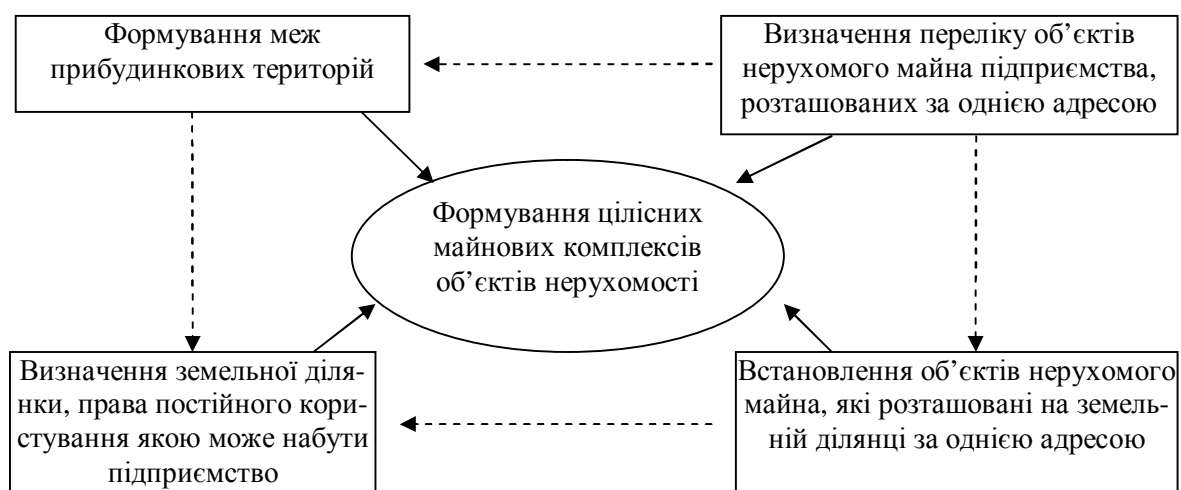 Формування меж
прибудинкових територій
Визначення переліку об’єктів
нерухомого майна підприємства,
розташованих за однією адресою
Формування цілісних
майнових комплексів
об’єктів нерухомості
Визначення земельної діля-
нки, права постійного кори-
стування якою може набути
підприємство
Встановлення об’єктів нерухомого
майна, які розташовані на земель-
ній ділянці за однією адресою